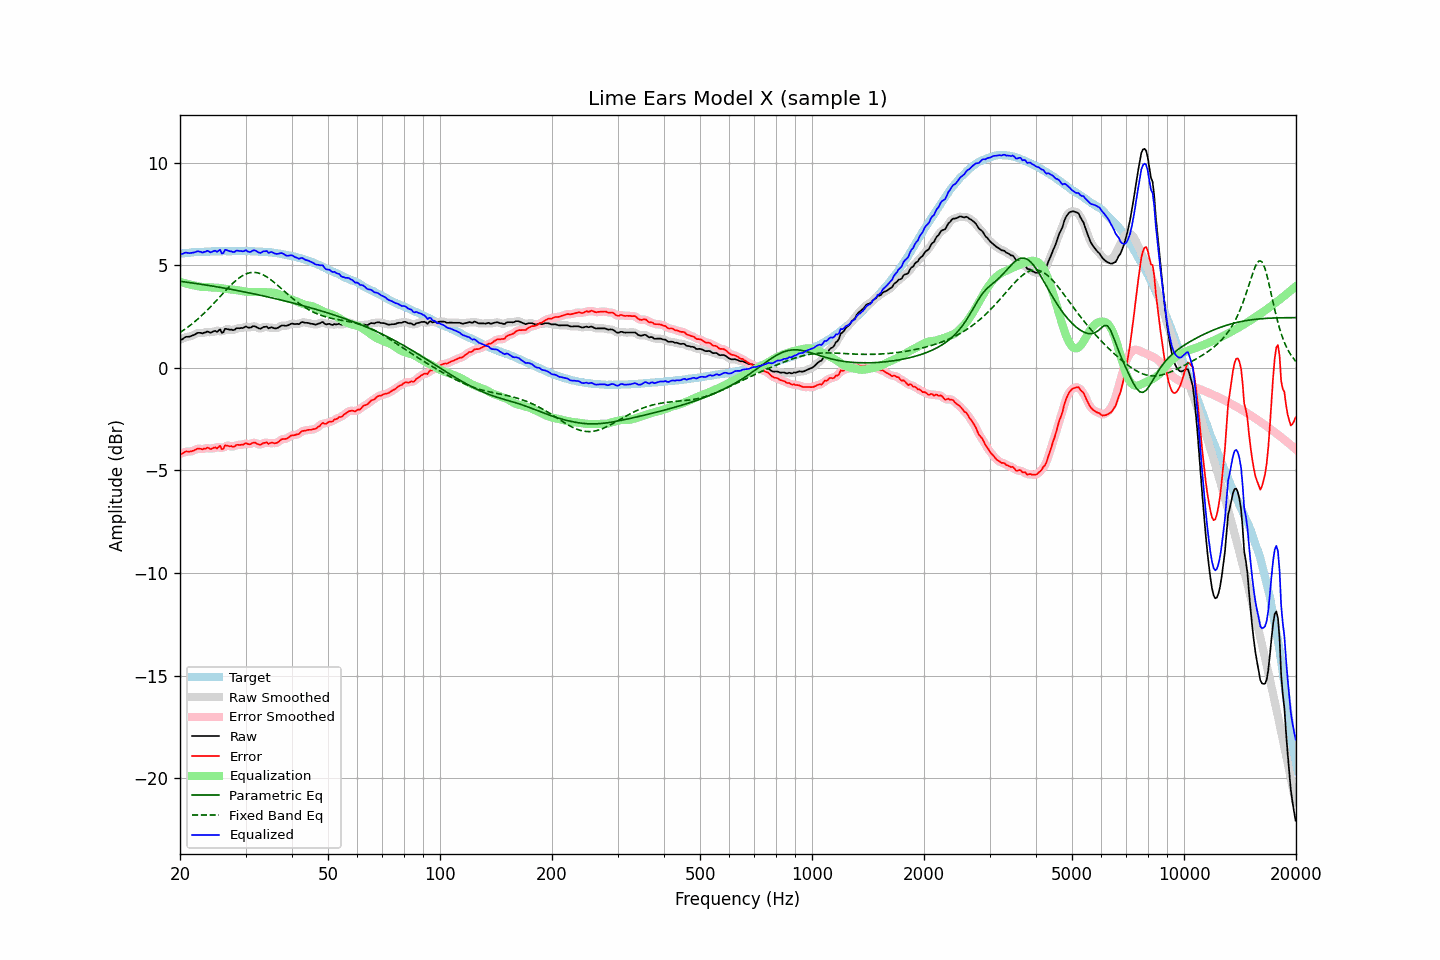 Lime Ears Model X (sample 1)
Amplitude (dBr)
10
5
0
−5
−10
−15
−20
Target
Raw Smoothed
Error Smoothed
Raw
Error
Equalization
Parametric Eq
Fixed Band Eq
Equalized
20 50 100 200 500 1000 2000 5000 10000 20000
Frequency (Hz)